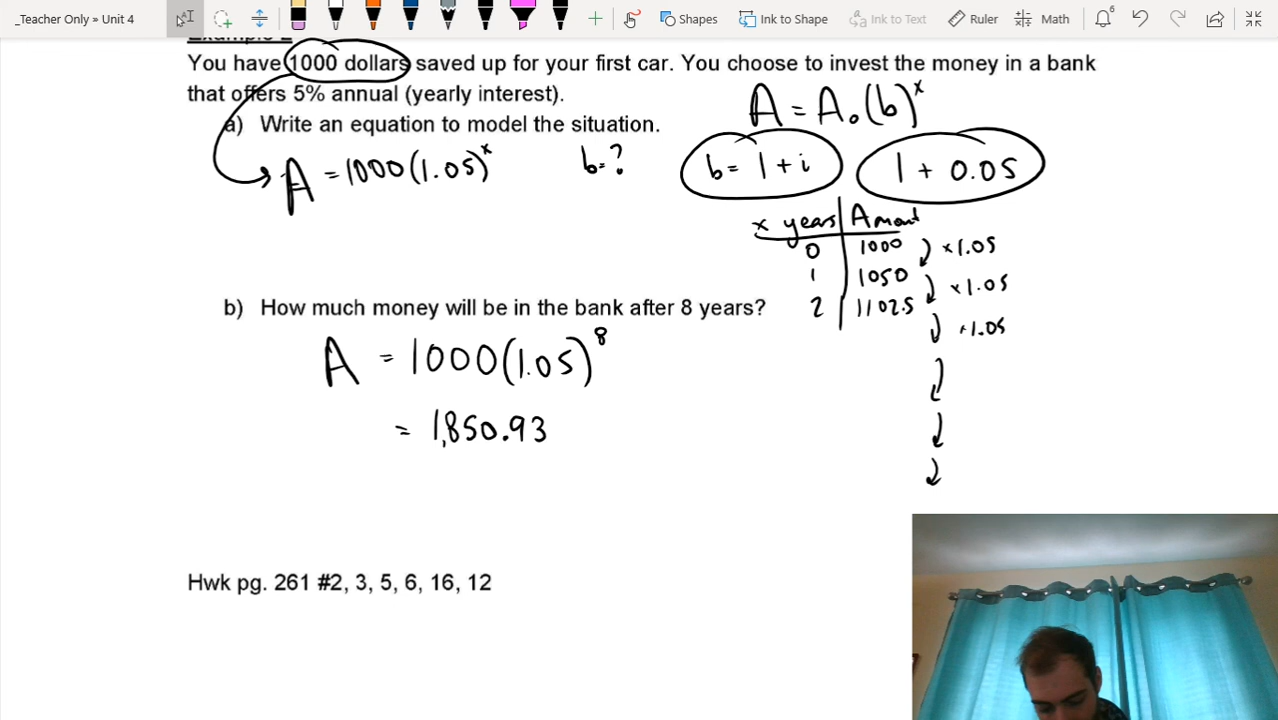 _Teacher Only » Unit 4
Shapes
Ink to Shape
Ink to Text
Ruler
Math
6
You have 1000 dollars saved up for your first car. You choose to invest the money in a bank
that offers 5% annual (yearly interest).
A = A₀(b)ˣ
a) Write an equation to model the situation.
A = 1000(1.05)ˣ
b = ?
b = 1 + i
1 + 0.05
x years | Amount
0 | 1000 ×1.05
1 | 1050 ×1.05
2 | 1102.5 ×1.05
b) How much money will be in the bank after 8 years?
A = 1000(1.05)⁸
= 1,850.93
Hwk pg. 261 #2, 3, 5, 6, 16, 12